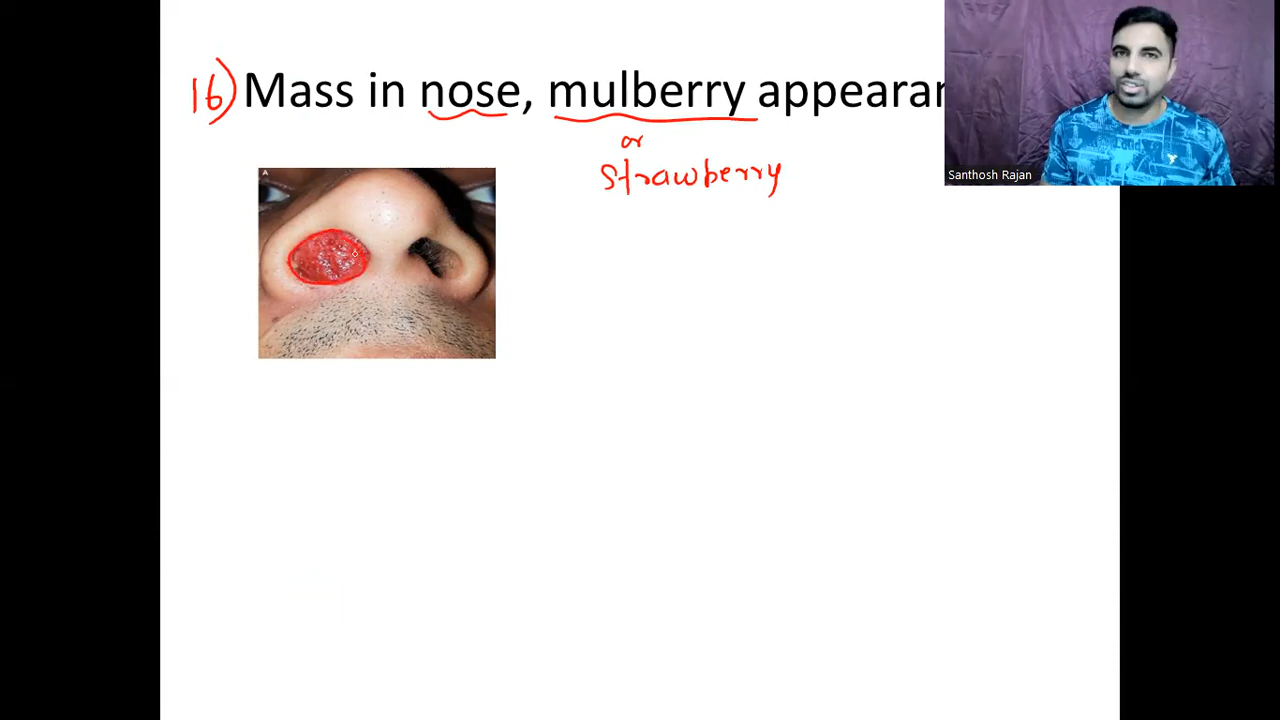 16) Mass in nose, mulberry appearan
or
strawberry
A
Santhosh Rajan